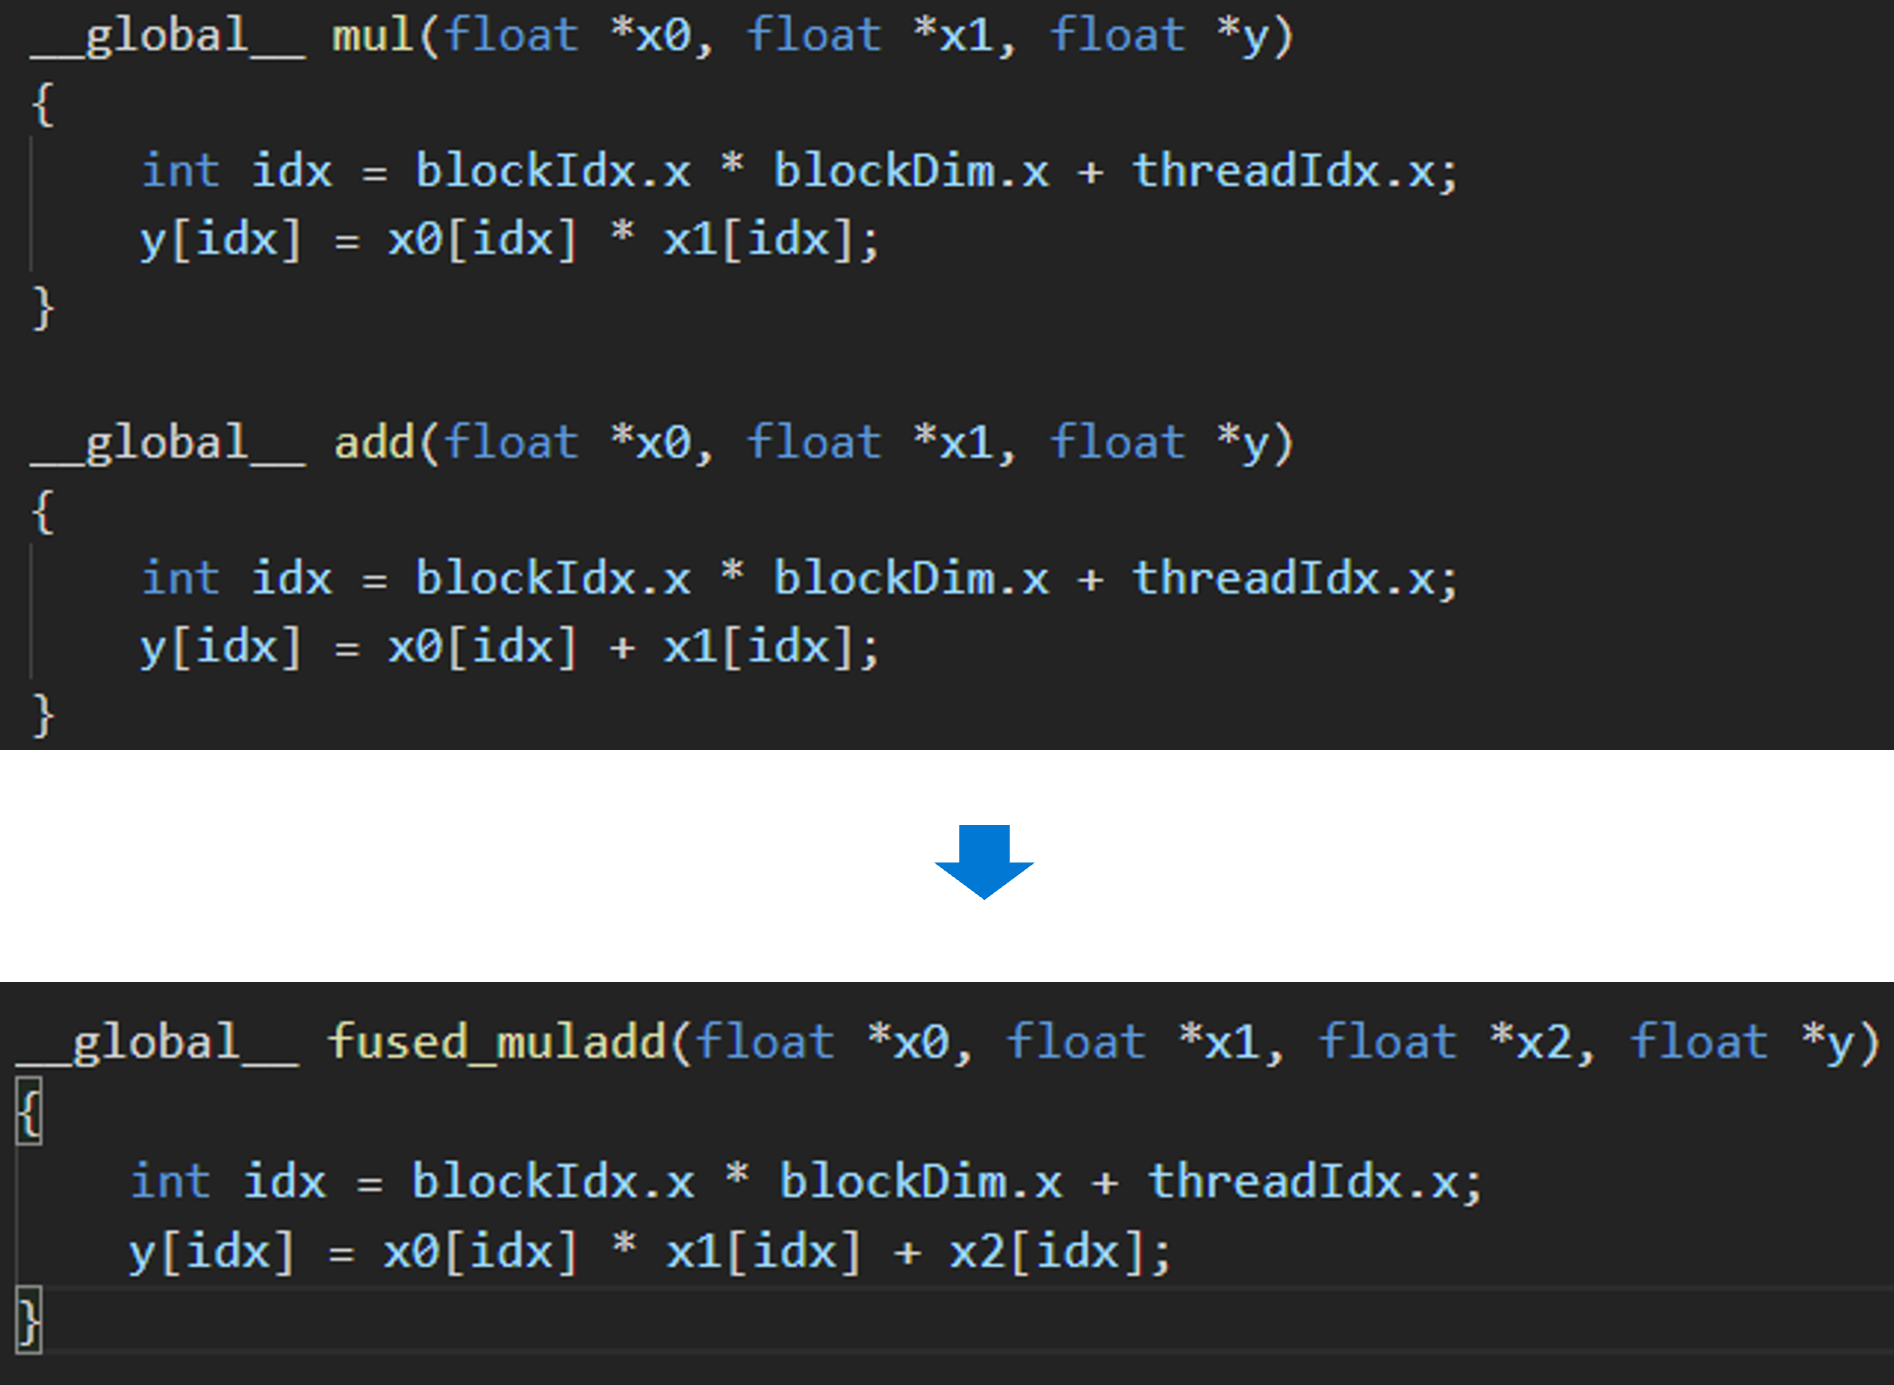 __global__ mul(float *x0, float *x1, float *y)
{
    int idx = blockIdx.x * blockDim.x + threadIdx.x;
    y[idx] = x0[idx] * x1[idx];
}
__global__ add(float *x0, float *x1, float *y)
{
    int idx = blockIdx.x * blockDim.x + threadIdx.x;
    y[idx] = x0[idx] + x1[idx];
}
__global__ fused_muladd(float *x0, float *x1, float *x2, float *y)
{
    int idx = blockIdx.x * blockDim.x + threadIdx.x;
    y[idx] = x0[idx] * x1[idx] + x2[idx];
}